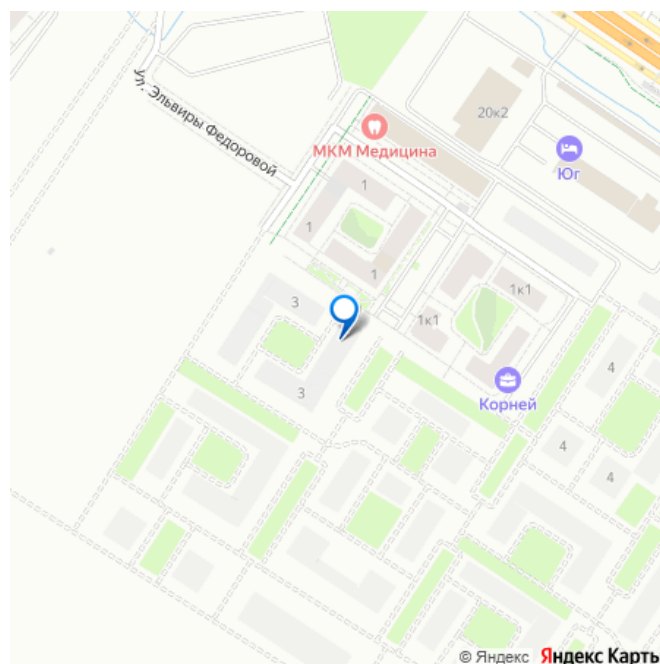 ул. Эльвиры Федоровой
20к2
МКМ Медицина
Юг
1
1
1
1к1
3
1к1
3
Корней
4
4
4
© Яндекс Яндекс Карты